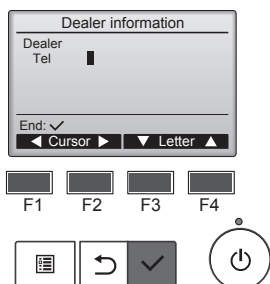 Dealer information
Dealer
Tel
End: ✓
◀ Cursor ▶ ▼ Letter ▲
F1 F2 F3 F4